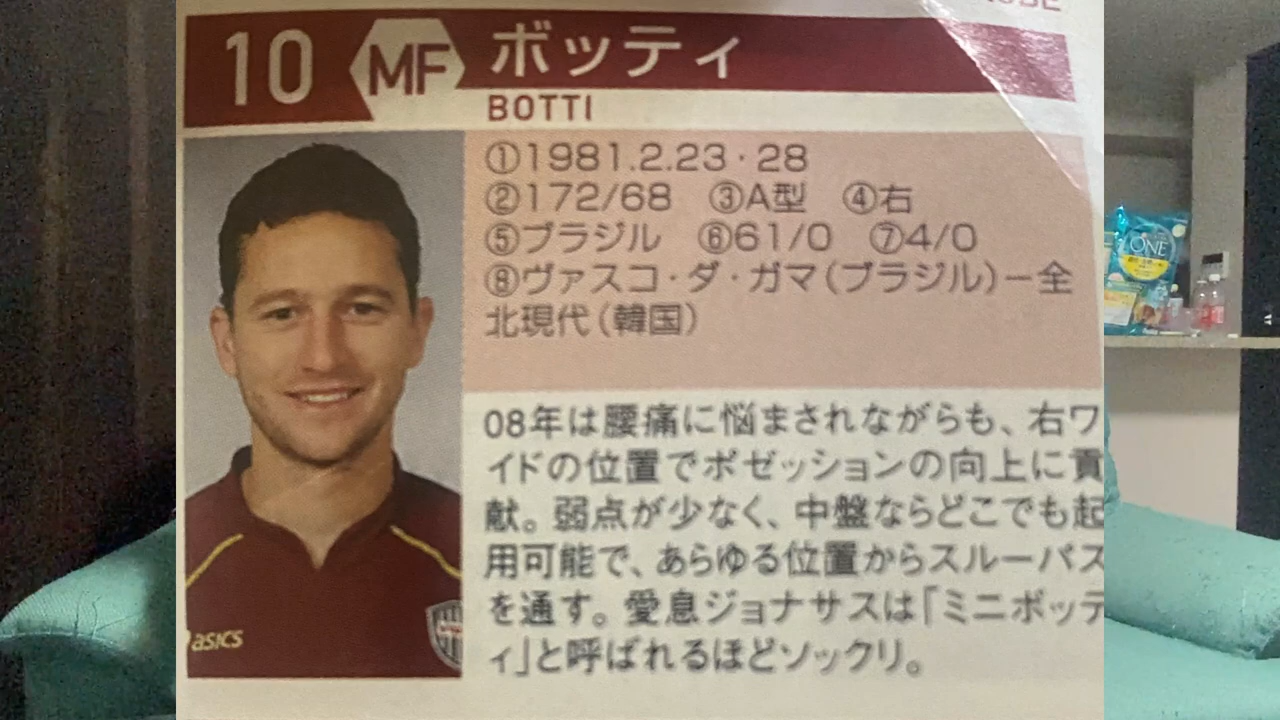 10 MF ボッティ
BOTTI
①1981.2.23・28
②172/68 ③A型 ④右
⑤ブラジル ⑥61/0 ⑦4/0
⑧ヴァスコ・ダ・ガマ(ブラジル)ー全
北現代(韓国)
08年は腰痛に悩まされながらも、右ワ
イドの位置でポゼッションの向上に貢
献。弱点が少なく、中盤ならどこでも起
用可能で、あらゆる位置からスルーパス
を通す。愛息ジョナサスは「ミニボッテ
ィ」と呼ばれるほどソックリ。
asics
ONE